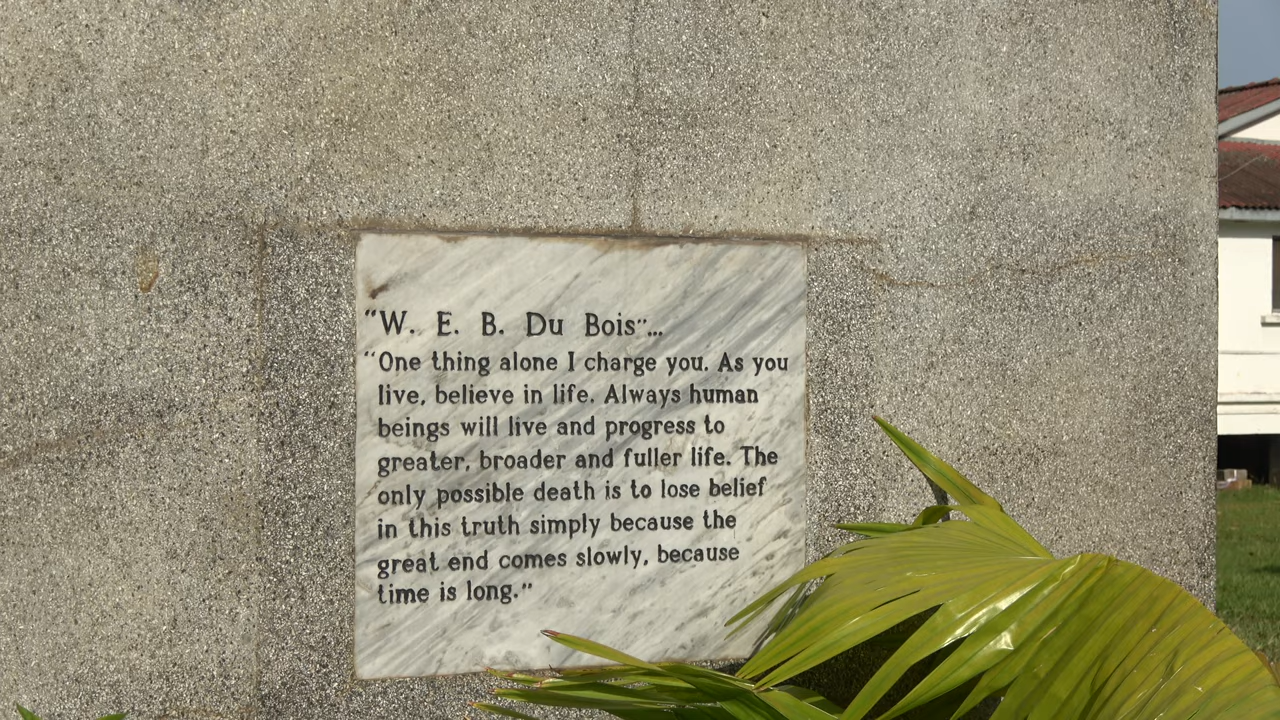 "W. E. B. Du Bois"...
"One thing alone I charge you. As you
live, believe in life. Always human
beings will live and progress to
greater, broader and fuller life. The
only possible death is to lose belief
in this truth simply because the
great end comes slowly, because
time is long."